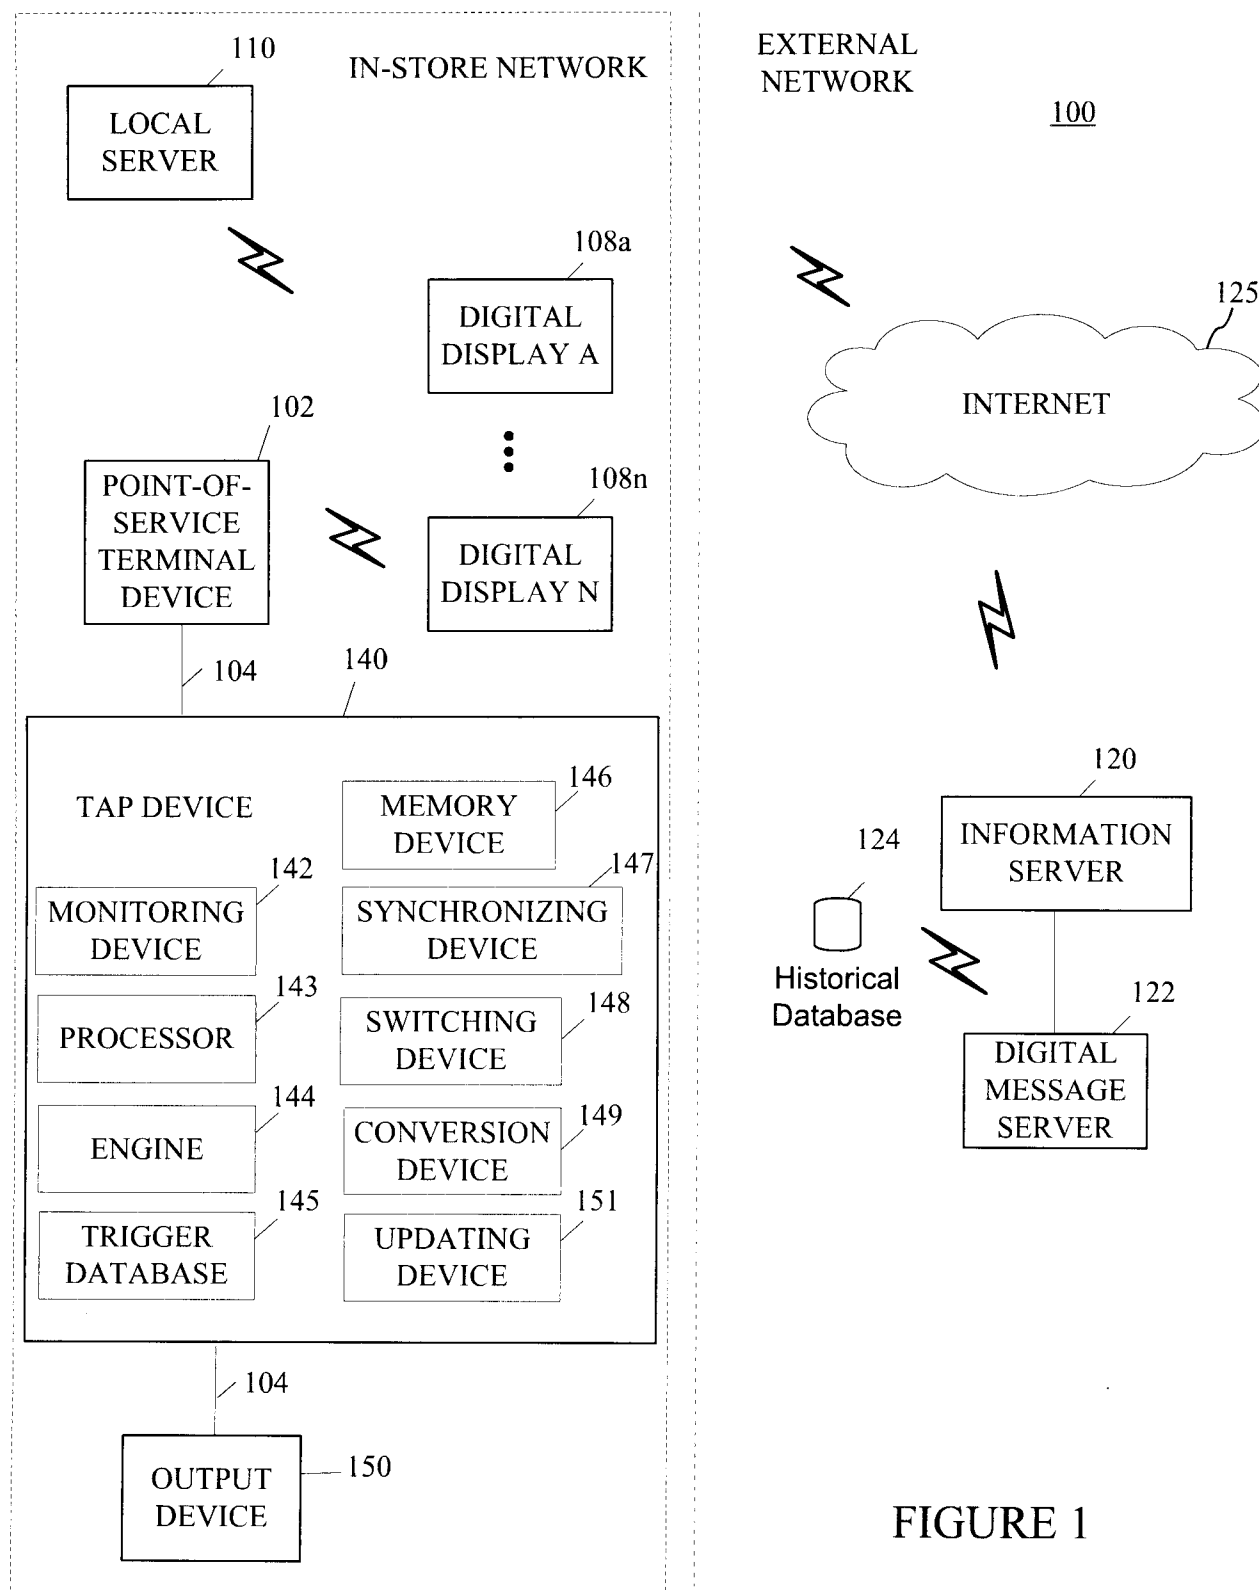 110
IN-STORE NETWORK
LOCAL
SERVER
108a
DIGITAL
DISPLAY A
102
POINT-OF-
SERVICE
TERMINAL
DEVICE
108n
DIGITAL
DISPLAY N
104
140
TAP DEVICE
146
MEMORY
DEVICE
142
MONITORING
DEVICE
147
SYNCHRONIZING
DEVICE
143
PROCESSOR
148
SWITCHING
DEVICE
144
ENGINE
149
CONVERSION
DEVICE
145
TRIGGER
DATABASE
151
UPDATING
DEVICE
104
OUTPUT
DEVICE
150
EXTERNAL
NETWORK
100
125
INTERNET
120
INFORMATION
SERVER
124
Historical
Database
122
DIGITAL
MESSAGE
SERVER
FIGURE 1